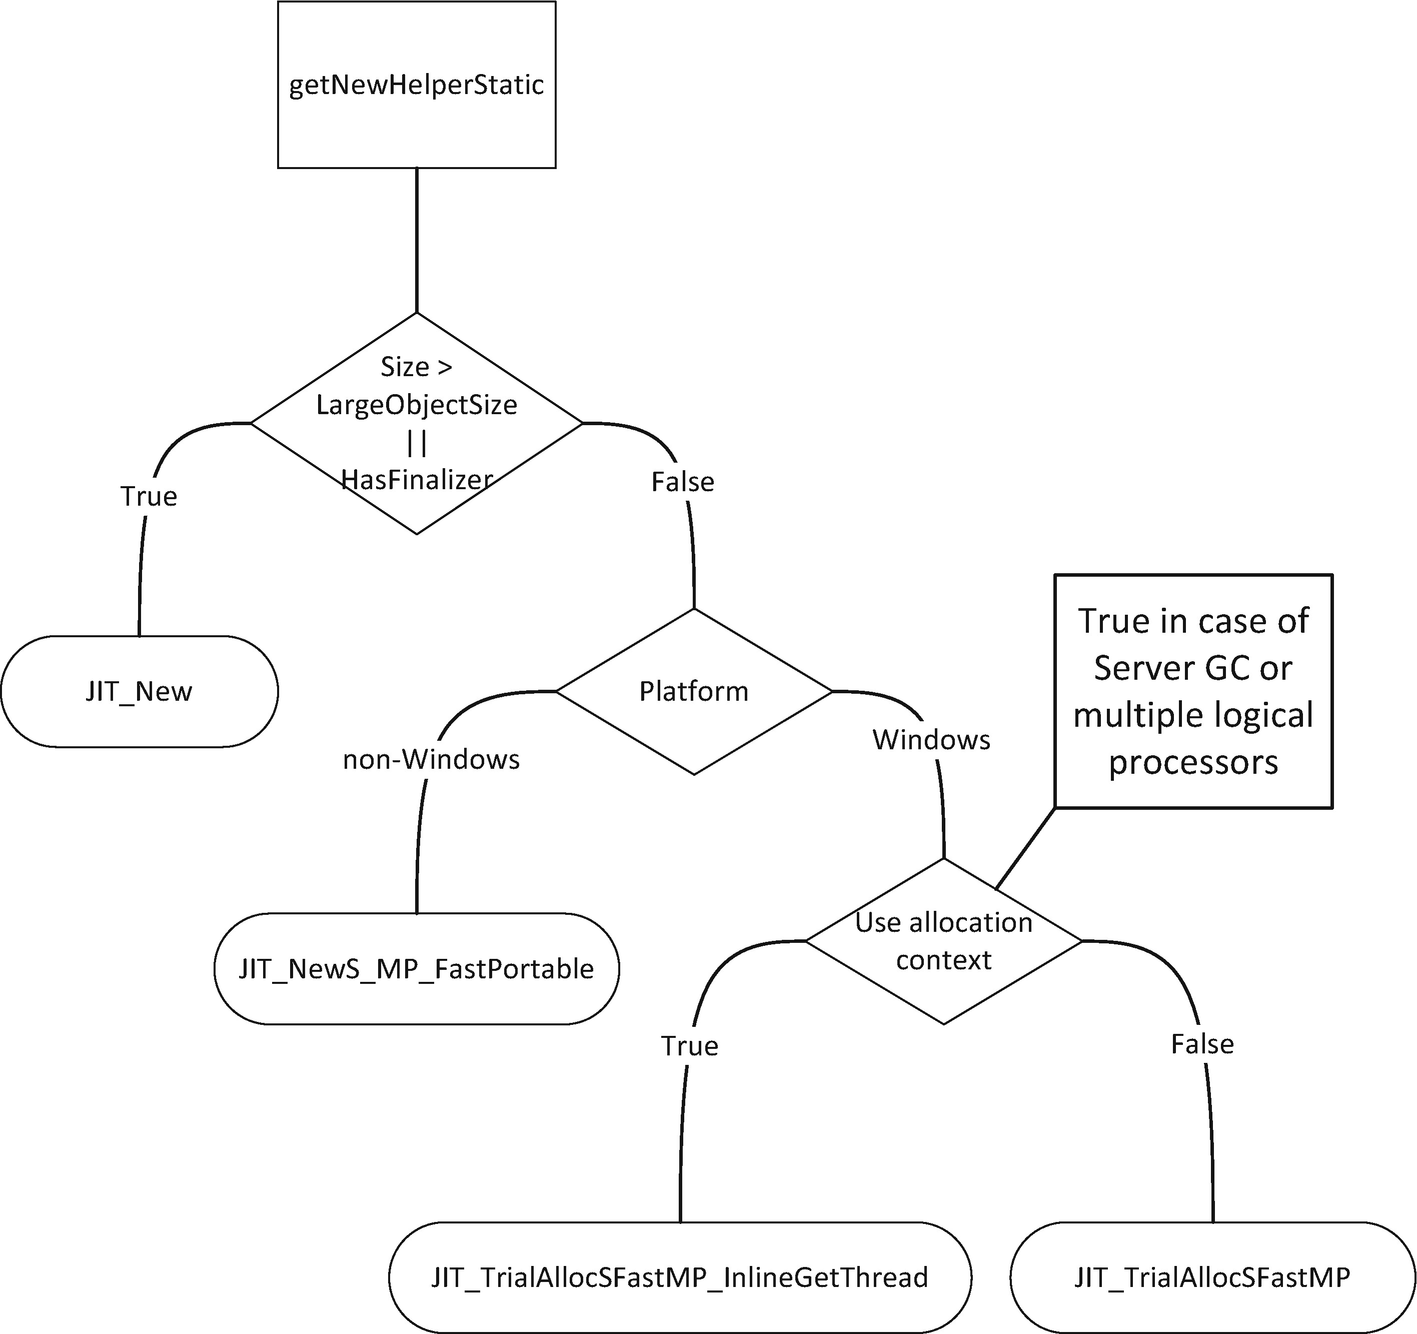 getNewHelperStatic
Size >
LargeObjectSize
||
HasFinalizer
True
False
True in case of
Server GC or
multiple logical
processors
JIT_New
Platform
non-Windows
Windows
Use allocation
context
JIT_NewS_MP_FastPortable
True
False
JIT_TrialAllocSFastMP_InlineGetThread
JIT_TrialAllocSFastMP